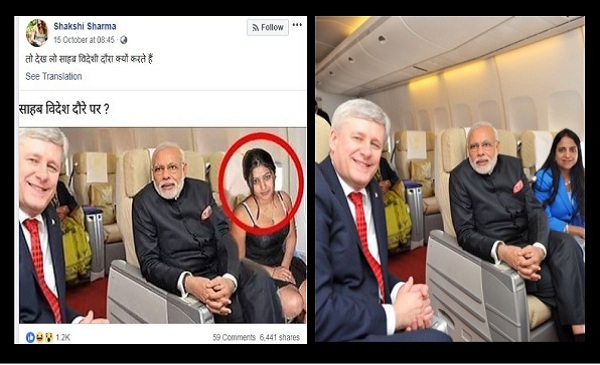 Shakshi Sharma
Follow
15 October at 08:45
तो देख लो साहब विदेशी दौरा क्यों करते हैं
See Translation
साहब विदेश दौरे पर ?
1.2K
59 Comments 6,441 shares